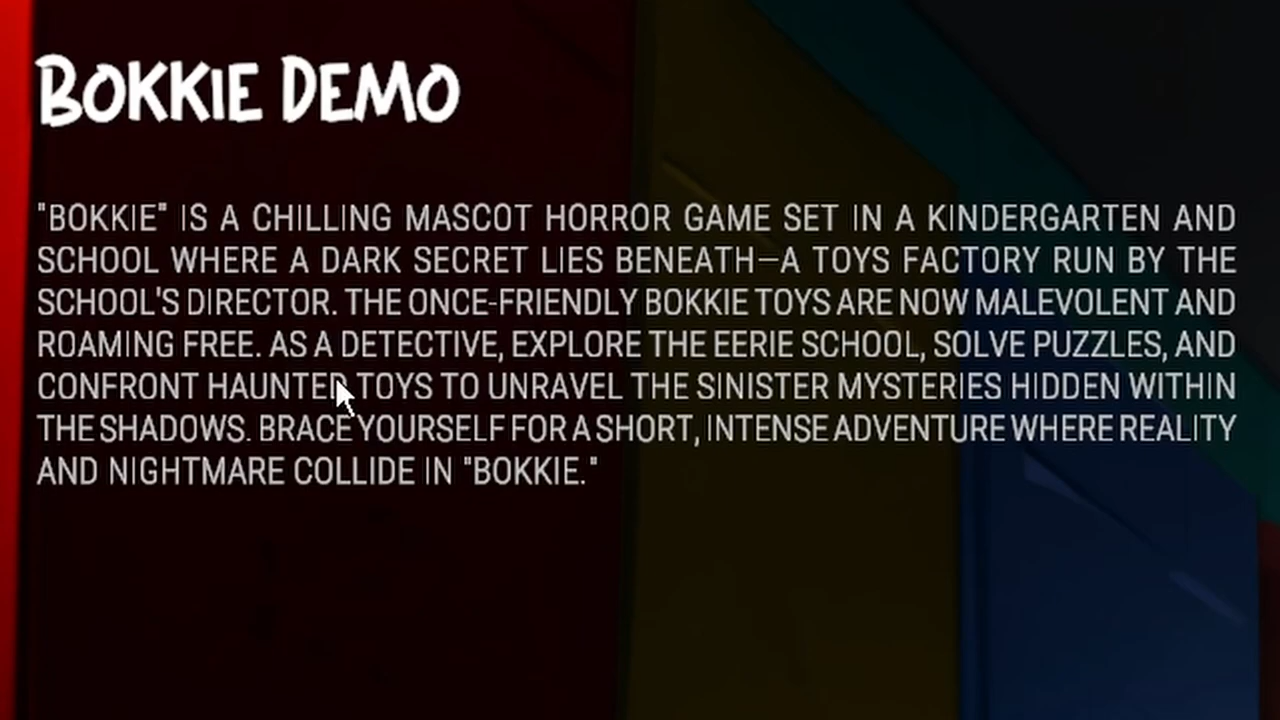 BOKKIE DEMO
"BOKKIE" IS A CHILLING MASCOT HORROR GAME SET IN A KINDERGARTEN AND
SCHOOL WHERE A DARK SECRET LIES BENEATH—A TOYS FACTORY RUN BY THE
SCHOOL'S DIRECTOR. THE ONCE-FRIENDLY BOKKIE TOYS ARE NOW MALEVOLENT AND
ROAMING FREE. AS A DETECTIVE, EXPLORE THE EERIE SCHOOL, SOLVE PUZZLES, AND
CONFRONT HAUNTED TOYS TO UNRAVEL THE SINISTER MYSTERIES HIDDEN WITHIN
THE SHADOWS. BRACE YOURSELF FOR A SHORT, INTENSE ADVENTURE WHERE REALITY
AND NIGHTMARE COLLIDE IN "BOKKIE."